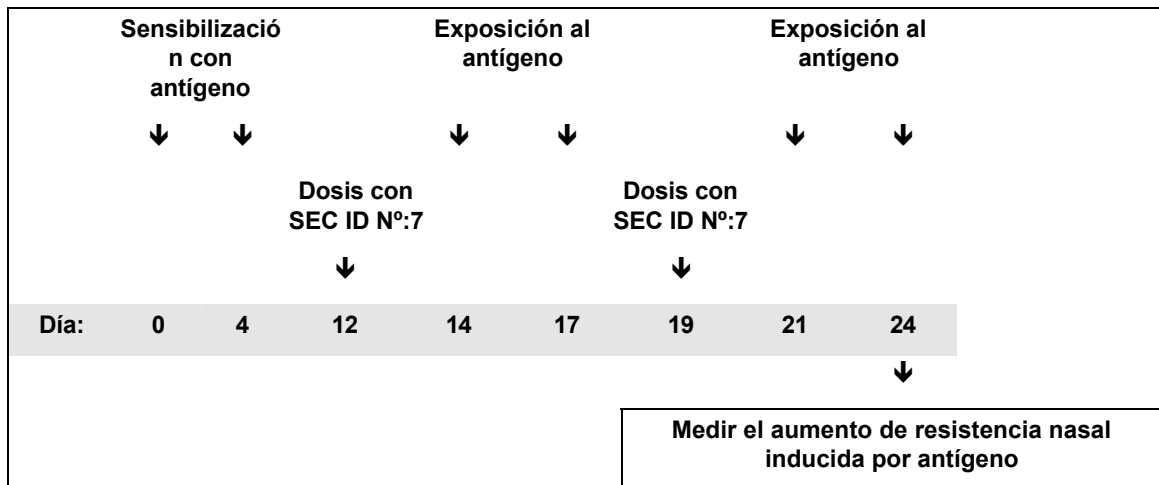 Sensibilizació
n con
antígeno
Exposición al
antígeno
Exposición al
antígeno
Dosis con
SEC ID Nº:7
Dosis con
SEC ID Nº:7
Día: 0 4 12 14 17 19 21 24
Medir el aumento de resistencia nasal
inducida por antígeno